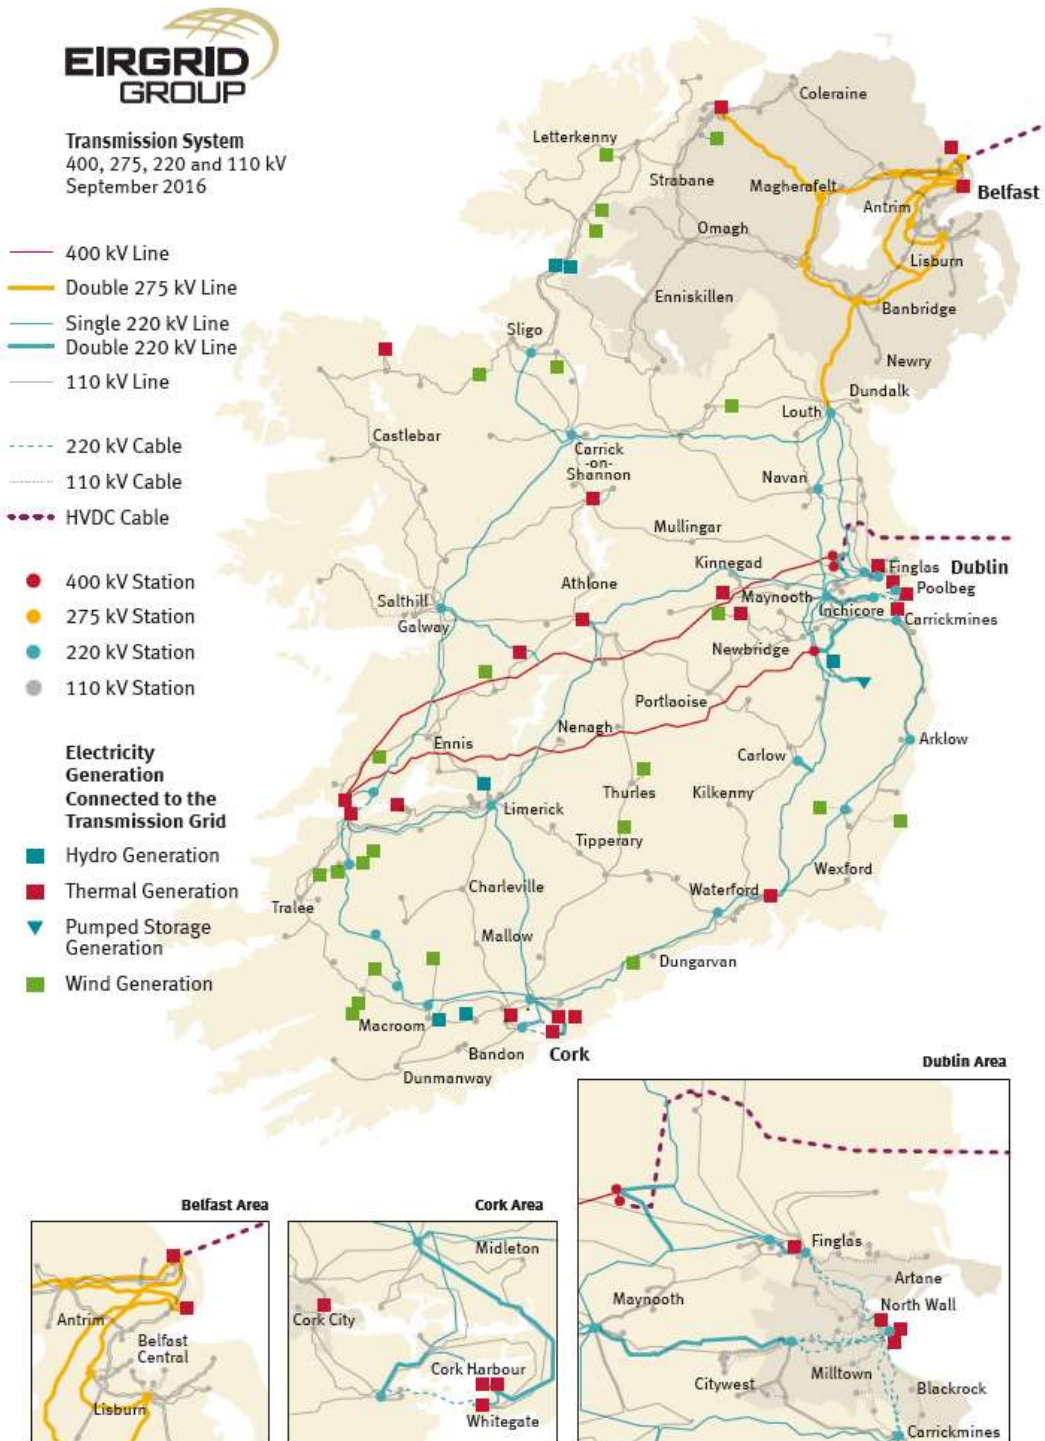 EIRGRID
GROUP
Transmission System
400, 275, 220 and 110 kV
September 2016
400 kV Line
Double 275 kV Line
Single 220 kV Line
Double 220 kV Line
110 kV Line
220 kV Cable
110 kV Cable
HVDC Cable
400 kV Station
275 kV Station
220 kV Station
110 kV Station
Electricity
Generation
Connected to the
Transmission Grid
Hydro Generation
Thermal Generation
Pumped Storage
Generation
Wind Generation
Coleraine
Letterkenny
Strabane
Magherafelt
Belfast
Antrim
Omagh
Lisburn
Enniskillen
Banbridge
Sligo
Newry
Dundalk
Louth
Castlebar
Carrick
-on-
Shannon
Navan
Mullingar
Kinnegad
Finglas
Dublin
Athlone
Poolbeg
Maynooth
Salthill
Inchicore
Galway
Carrickmines
Newbridge
Portlaoise
Nenagh
Ennis
Arklow
Carlow
Thurles
Kilkenny
Limerick
Tipperary
Wexford
Charleville
Waterford
Tralee
Mallow
Dungarvan
Macroom
Bandon
Cork
Dunmanway
Dublin Area
Finglas
Artane
Maynooth
North Wall
Milltown
Citywest
Blackrock
Carrickmines
Belfast Area
Antrim
Belfast
Central
Lisburn
Cork Area
Midleton
Cork City
Cork Harbour
Whitegate